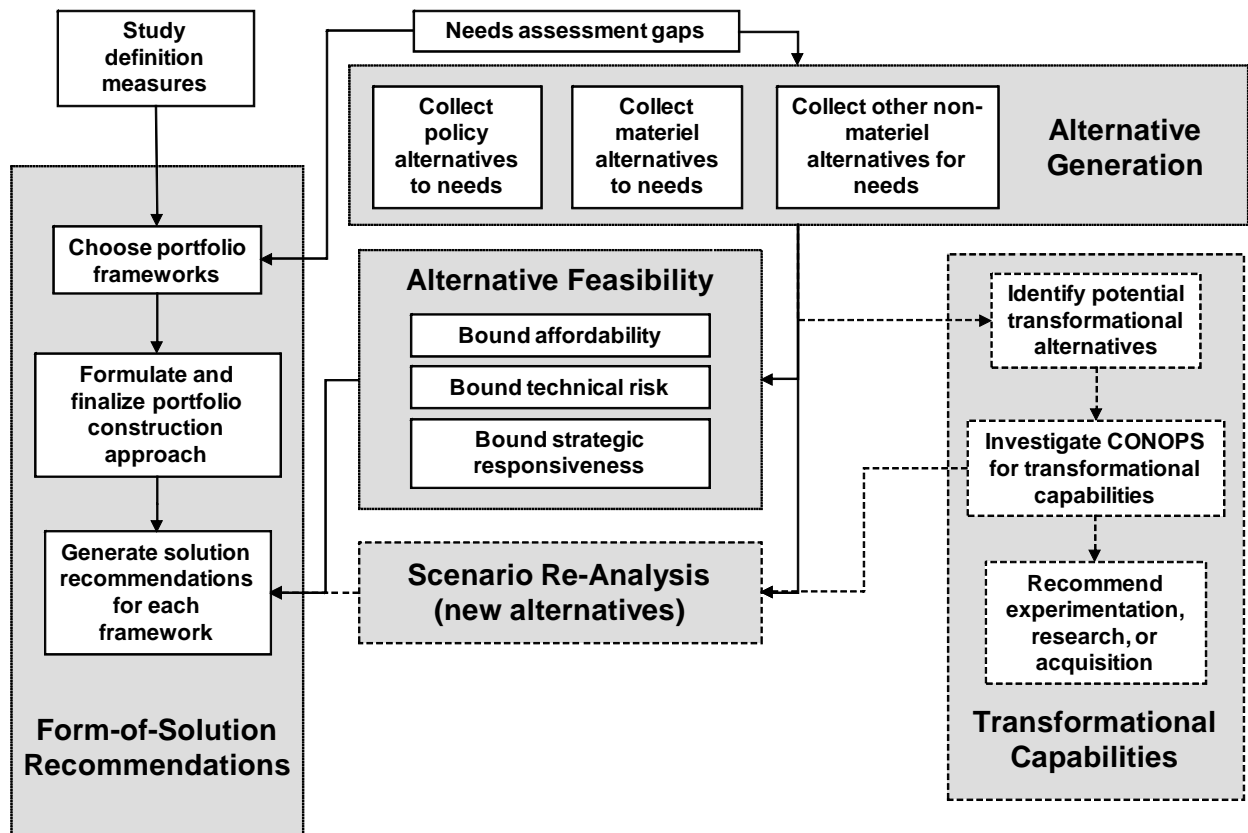 Study
definition
measures
Needs assessment gaps
Collect
policy
alternatives
to needs
Collect
materiel
alternatives
to needs
Collect other non-
materiel
alternatives for
needs
Alternative
Generation
Choose portfolio
frameworks
Formulate and
finalize portfolio
construction
approach
Generate solution
recommendations
for each
framework
Form-of-Solution
Recommendations
Alternative Feasibility
Bound affordability
Bound technical risk
Bound strategic
responsiveness
Scenario Re-Analysis
(new alternatives)
Identify potential
transformational
alternatives
Investigate CONOPS
for transformational
capabilities
Recommend
experimentation,
research, or
acquisition
Transformational
Capabilities